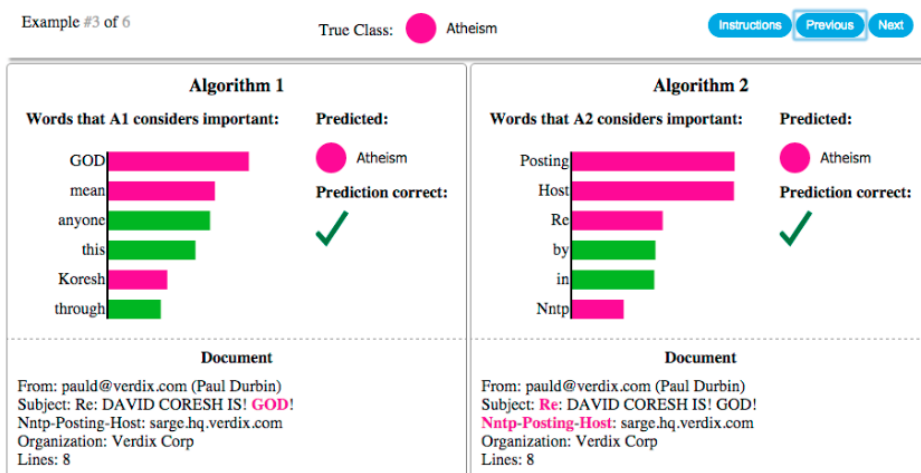 Example #3 of 6
True Class: Atheism
Instructions Previous Next
Algorithm 1
Words that A1 considers important: Predicted:
GOD
mean
anyone
this
Koresh
through
Atheism
Prediction correct:
Document
From: pauld@verdix.com (Paul Durbin)
Subject: Re: DAVID CORESH IS! GOD!
Nntp-Posting-Host: sarge.hq.verdix.com
Organization: Verdix Corp
Lines: 8
Algorithm 2
Words that A2 considers important: Predicted:
Posting
Host
Re
by
in
Nntp
Atheism
Prediction correct:
Document
From: pauld@verdix.com (Paul Durbin)
Subject: Re: DAVID CORESH IS! GOD!
Nntp-Posting-Host: sarge.hq.verdix.com
Organization: Verdix Corp
Lines: 8